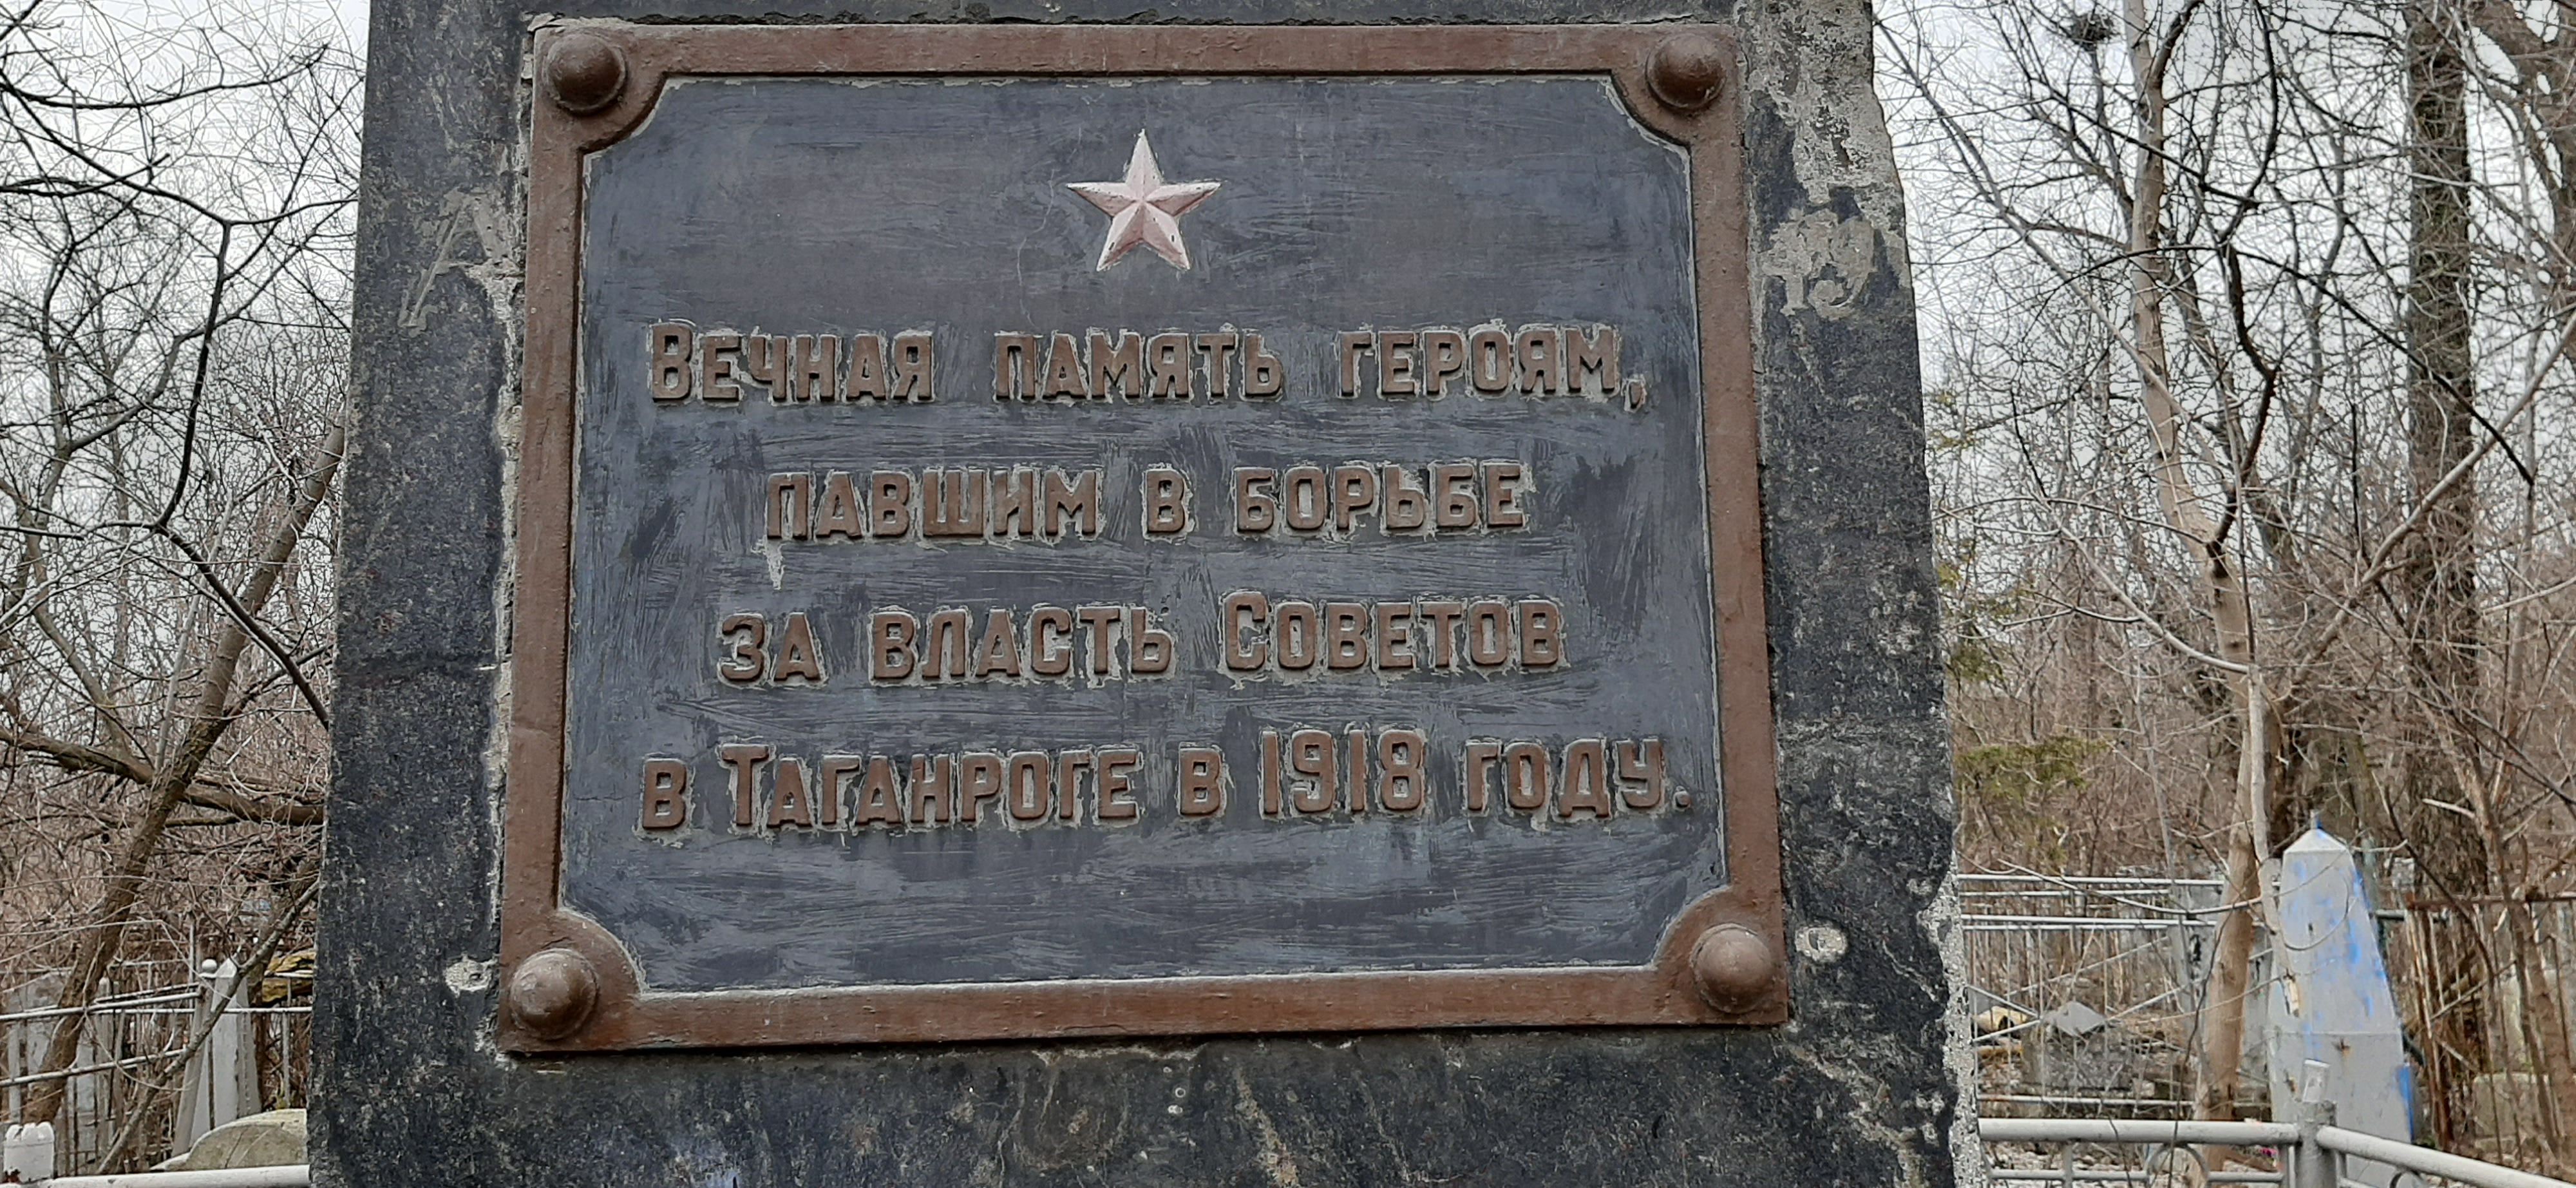 Вечная память героям,
павшим в борьбе
за власть Советов
в Таганроге в 1918 году.